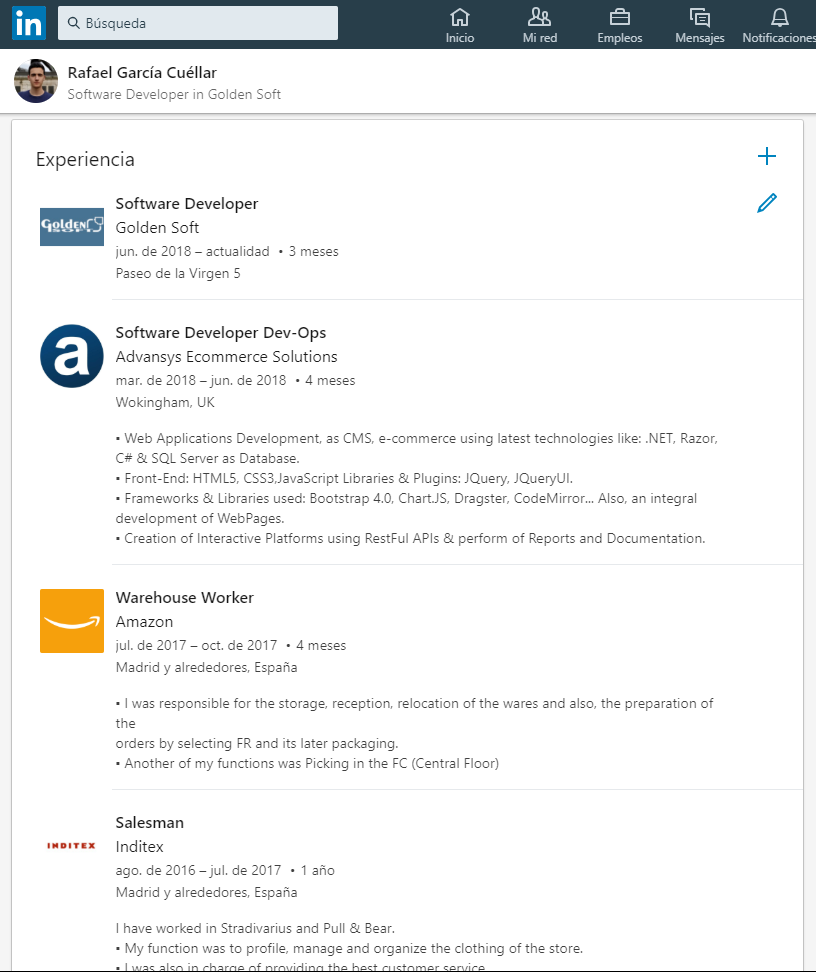 in
Búsqueda
Inicio
Mi red
Empleos
Mensajes
Notificaciones
Rafael García Cuéllar
Software Developer in Golden Soft
Experiencia
GOLDEN
SOFT
Software Developer
Golden Soft
jun. de 2018 – actualidad • 3 meses
Paseo de la Virgen 5
a
Software Developer Dev-Ops
Advansys Ecommerce Solutions
mar. de 2018 – jun. de 2018 • 4 meses
Wokingham, UK
▪ Web Applications Development, as CMS, e-commerce using latest technologies like: .NET, Razor,
C# & SQL Server as Database.
▪ Front-End: HTML5, CSS3,JavaScript Libraries & Plugins: JQuery, JQueryUI.
▪ Frameworks & Libraries used: Bootstrap 4.0, Chart.JS, Dragster, CodeMirror... Also, an integral
development of WebPages.
▪ Creation of Interactive Platforms using RestFul APIs & perform of Reports and Documentation.
Warehouse Worker
Amazon
jul. de 2017 – oct. de 2017 • 4 meses
Madrid y alrededores, España
▪ I was responsible for the storage, reception, relocation of the wares and also, the preparation of
the
orders by selecting FR and its later packaging.
▪ Another of my functions was Picking in the FC (Central Floor)
INDITEX
Salesman
Inditex
ago. de 2016 – jul. de 2017 • 1 año
Madrid y alrededores, España
I have worked in Stradivarius and Pull & Bear.
▪ My function was to profile, manage and organize the clothing of the store.
▪ I was also in charge of providing the best customer service